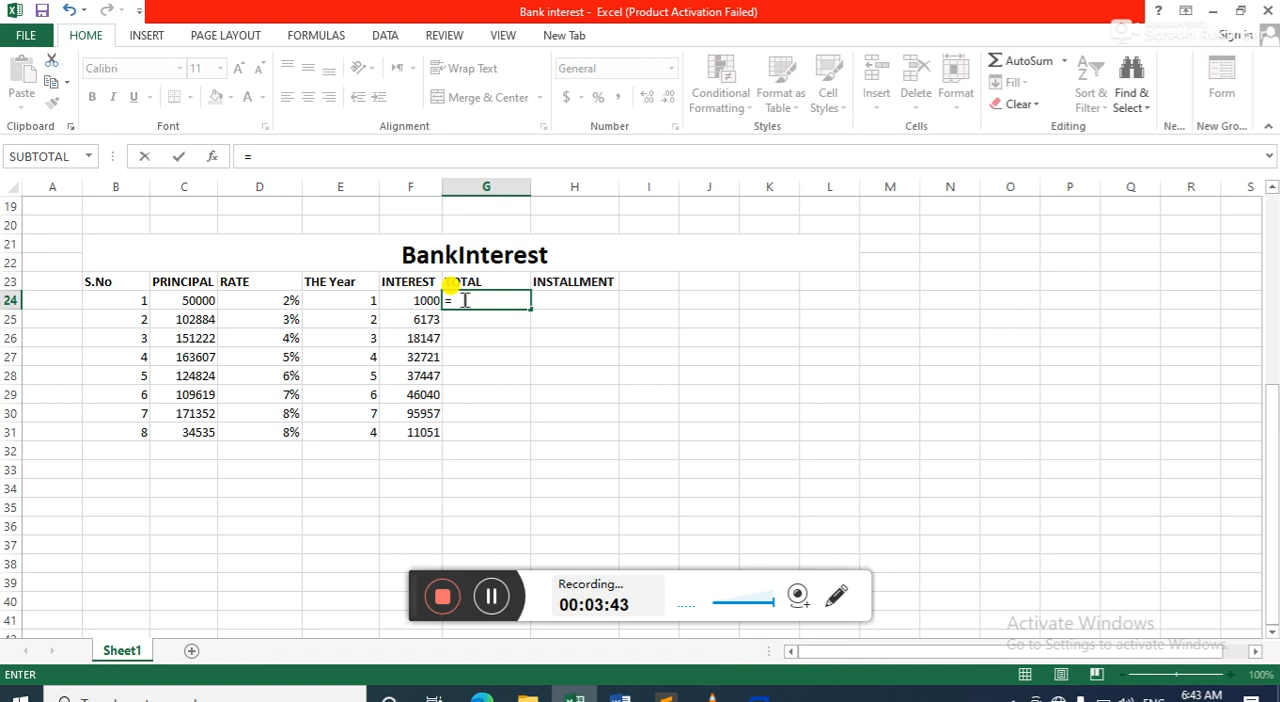 Bank interest - Excel (Product Activation Failed)
FILE HOME INSERT PAGE LAYOUT FORMULAS DATA REVIEW VIEW New Tab Sign in
Paste Calibri 11 Wrap Text General Conditional Formatting Format as Table Cell Styles Insert Delete Format AutoSum Sort & Filter Find & Select Form
B I U Merge & Center $ % , Fill Clear
Clipboard Font Alignment Number Styles Cells Editing Ne... New Gro...
SUBTOTAL fx =
A B C D E F G H I J K L M N O P Q R S
19
20
21 BankInterest
22
23 S.No PRINCIPAL RATE THE Year INTEREST TOTAL INSTALLMENT
24 1 50000 2% 1 1000 =
25 2 102884 3% 2 6173
26 3 151222 4% 3 18147
27 4 163607 5% 4 32721
28 5 124824 6% 5 37447
29 6 109619 7% 6 46040
30 7 171352 8% 7 95957
31 8 34535 8% 4 11051
32
33
34
35
36
37
38
39
40
41
Recording...
00:03:43
Activate Windows
Go to Settings to activate Windows.
Sheet1
ENTER 100%
6:43 AM